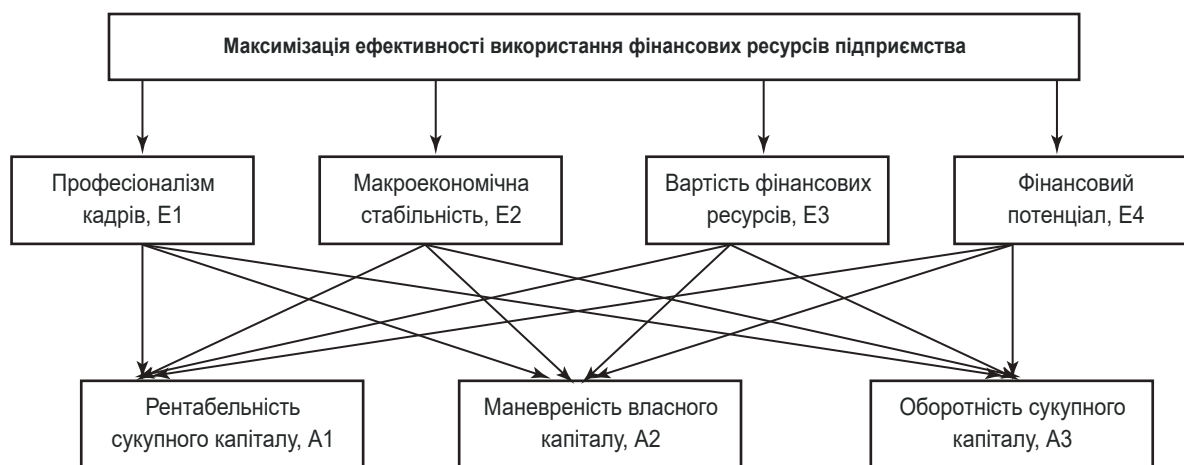 Максимізація ефективності використання фінансових ресурсів підприємства
Професіоналізм
кадрів, Е1
Макроекономічна
стабільність, Е2
Вартість фінансових
ресурсів, Е3
Фінансовий
потенціал, Е4
Рентабельність
сукупного капіталу, А1
Маневреність власного
капіталу, А2
Оборотність сукупного
капіталу, А3